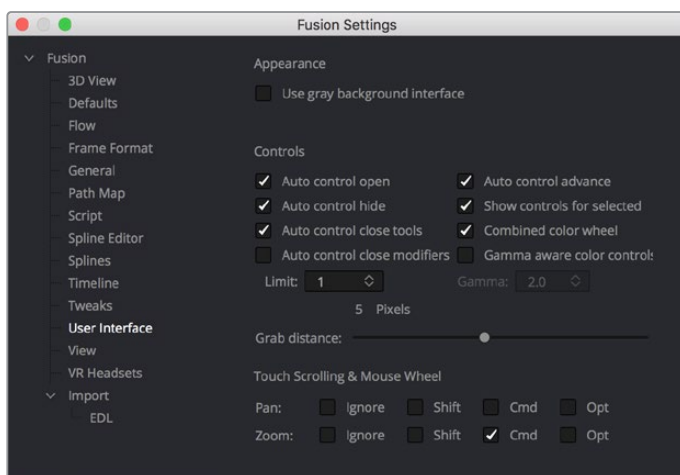 Fusion Settings
Fusion
3D View
Defaults
Flow
Frame Format
General
Path Map
Script
Spline Editor
Splines
Timeline
Tweaks
User Interface
View
VR Headsets
Import
EDL
Appearance
Use gray background interface
Controls
Auto control open
Auto control advance
Auto control hide
Show controls for selected
Auto control close tools
Combined color wheel
Auto control close modifiers
Gamma aware color controls
Limit: 1
Gamma: 2.0
5 Pixels
Grab distance:
Touch Scrolling & Mouse Wheel
Pan: Ignore Shift Cmd Opt
Zoom: Ignore Shift Cmd Opt